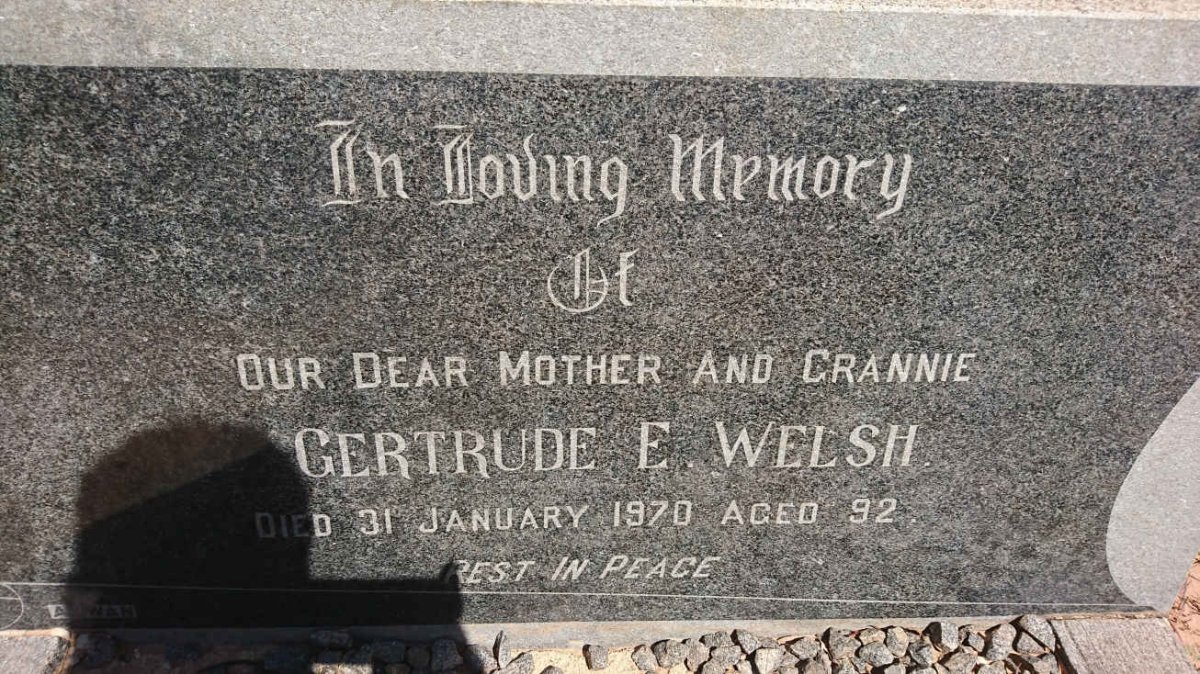 In Loving Memory
Of
OUR DEAR MOTHER AND GRANNIE
GERTRUDE E. WELSH.
DIED 31 JANUARY 1970 AGED 92.
REST IN PEACE